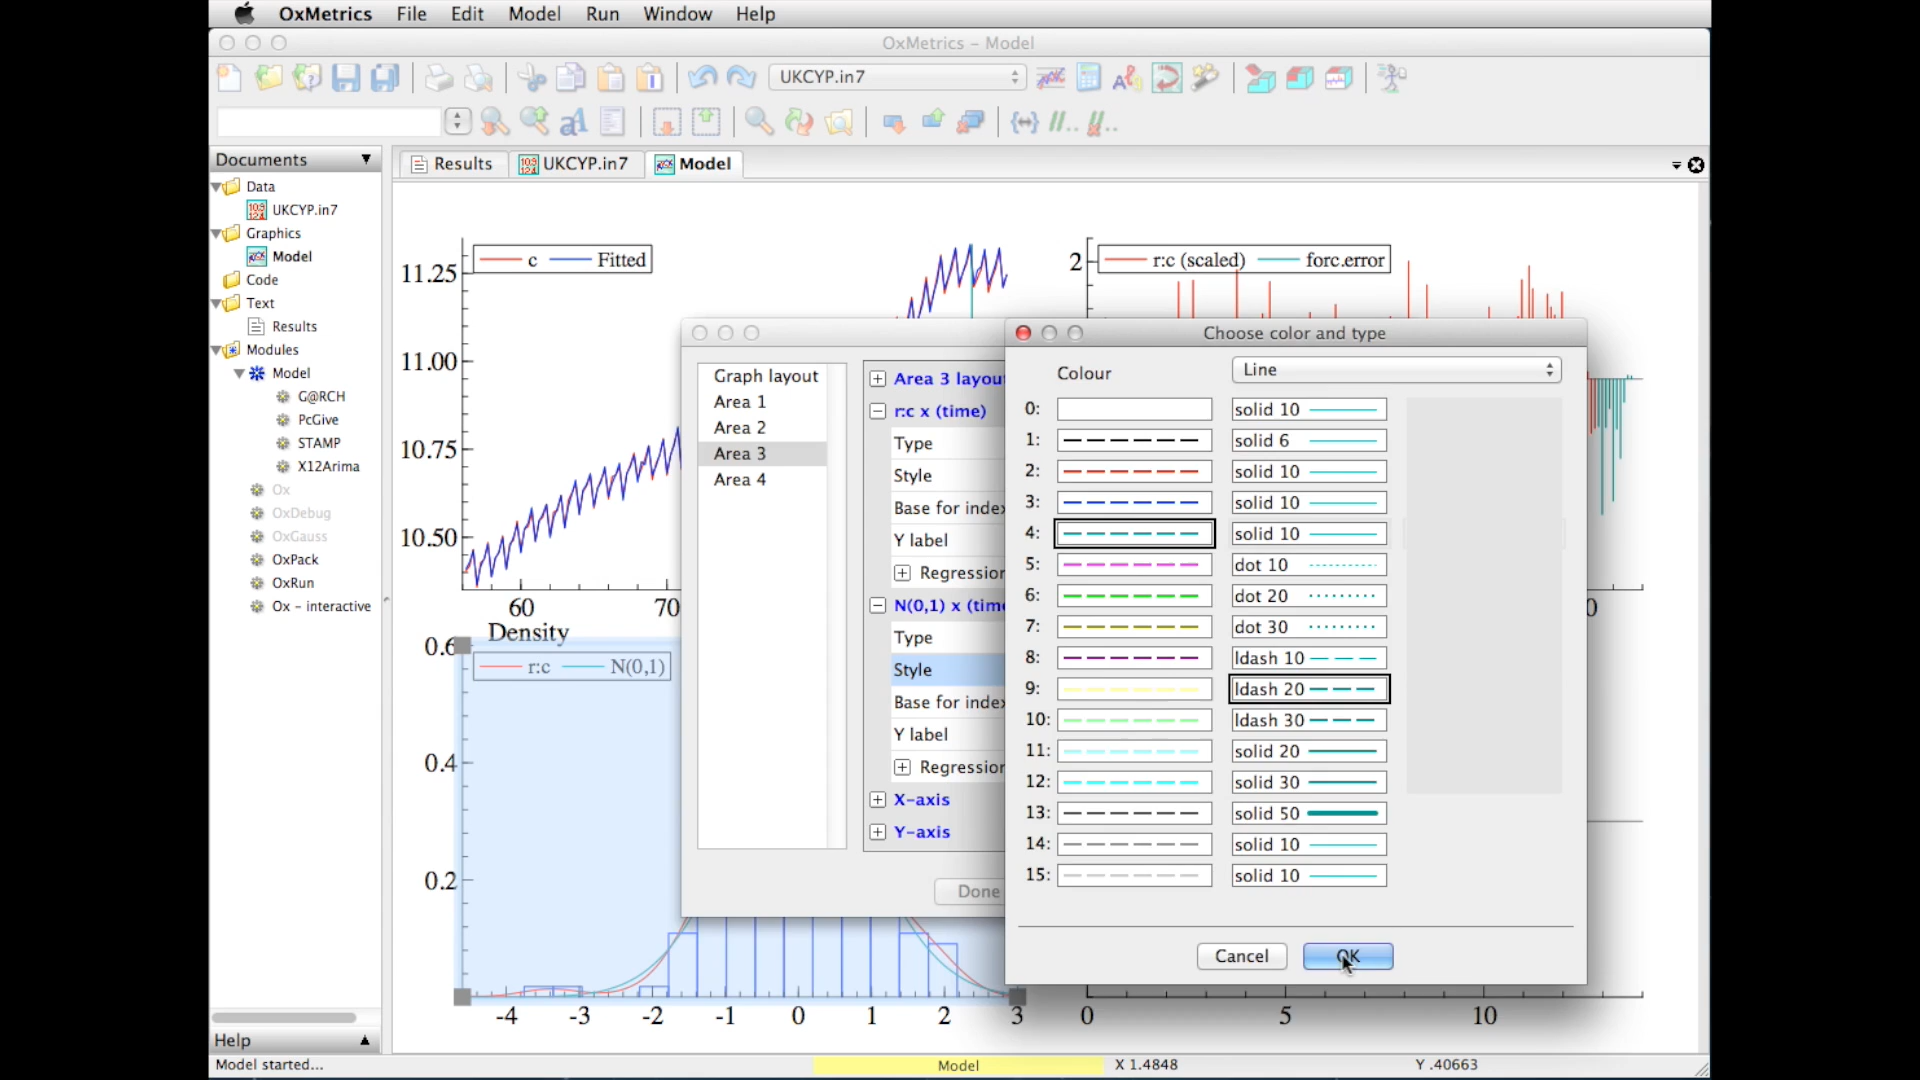 OxMetrics File Edit Model Run Window Help
OxMetrics - Model
UKCYP.in7
Documents
Results UKCYP.in7 Model
Data
UKCYP.in7
Graphics
Model
Code
Text
Results
Modules
Model
G@RCH
PcGive
STAMP
X12Arima
Ox
OxDebug
OxGauss
OxPack
OxRun
Ox - interactive
Help
Model started...
c Fitted
11.25
11.00
10.75
10.50
60 70
r:c (scaled) forc.error
2
0
Density
0.6
r:c N(0,1)
0.4
0.2
-4 -3 -2 -1 0 1 2 3
0 5 10
Graph layout
Area 1
Area 2
Area 3
Area 4
Area 3 layou
r:c x (time)
Type
Style
Base for index
Y label
Regression
N(0,1) x (time
Type
Style
Base for index
Y label
Regression
X-axis
Y-axis
Done
Choose color and type
Colour Line
0: solid 10
1: solid 6
2: solid 10
3: solid 10
4: solid 10
5: dot 10
6: dot 20
7: dot 30
8: ldash 10
9: ldash 20
10: ldash 30
11: solid 20
12: solid 30
13: solid 50
14: solid 10
15: solid 10
Cancel OK
Model X 1.4848 Y .40663